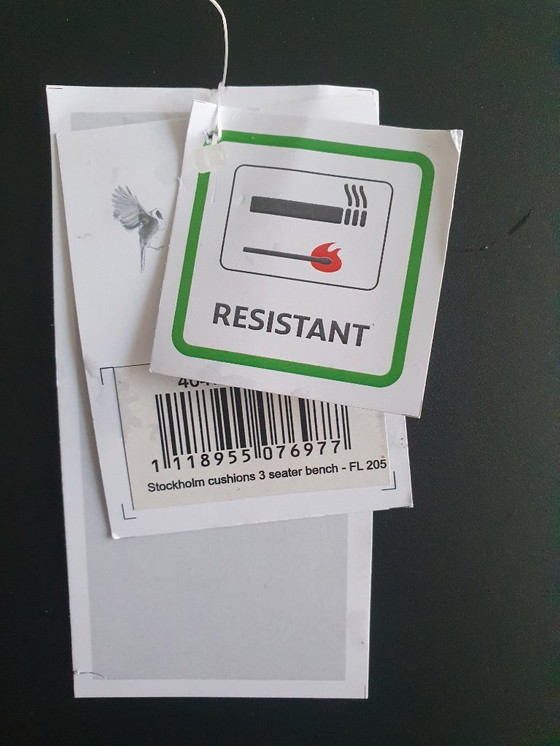 RESISTANT
1 118955 076977
Stockholm cushions 3 seater bench - FL 205